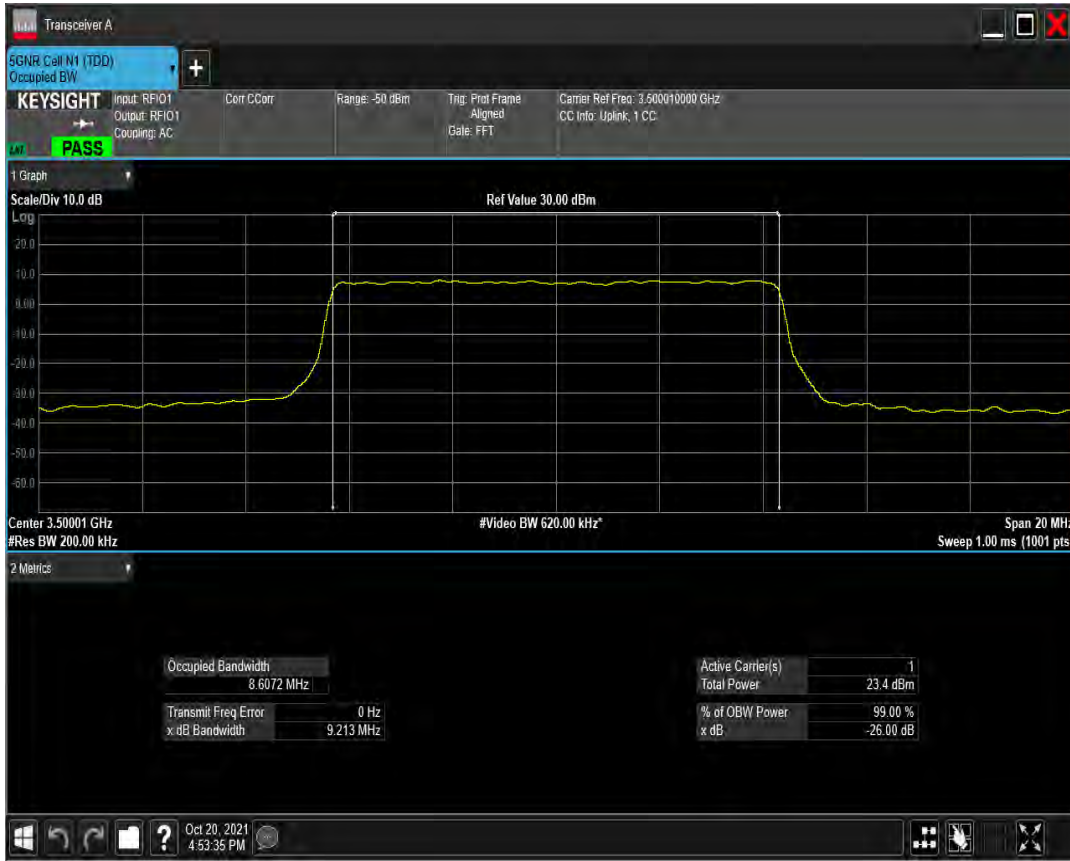 Transceiver A
5GNR Cell N1 (TDD)
Occupied BW
+
KEYSIGHT
PASS
Input: RFIO1
Output: RFIO1
Coupling: AC
Corr CCorr
Range: -50 dBm
Trig: Prot Frame
Aligned
Gate: FFT
Carrier Ref Freq: 3.500010000 GHz
CC Info: Uplink, 1 CC
1 Graph
Scale/Div 10.0 dB
Ref Value 30.00 dBm
Log
20.0
10.0
0.00
-10.0
-20.0
-30.0
-40.0
-50.0
-60.0
Center 3.50001 GHz
#Video BW 620.00 kHz*
Span 20 MHz
#Res BW 200.00 kHz
Sweep 1.00 ms (1001 pts
2 Metrics
Occupied Bandwidth
8.6072 MHz
Transmit Freq Error 0 Hz
x dB Bandwidth 9.213 MHz
Active Carrier(s) 1
Total Power 23.4 dBm
% of OBW Power 99.00 %
x dB -26.00 dB
?
Oct 20, 2021
4:53:35 PM